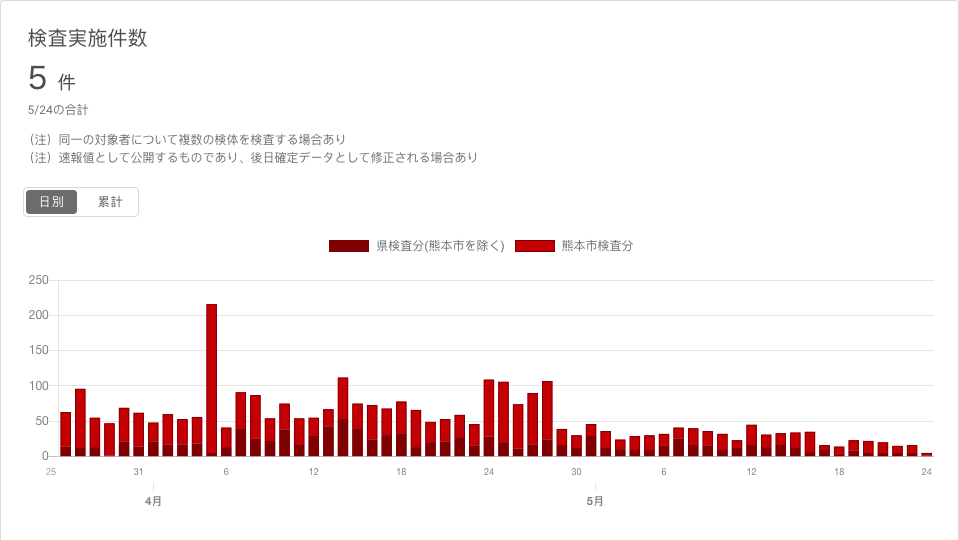 検査実施件数
5 件
5/24の合計
（注）同一の対象者について複数の検体を検査する場合あり
（注）速報値として公開するものであり、後日確定データとして修正される場合あり
日別 累計
県検査分(熊本市を除く) 熊本市検査分
250
200
150
100
50
0
25 31 6 12 18 24 30 6 12 18 24
4月 5月